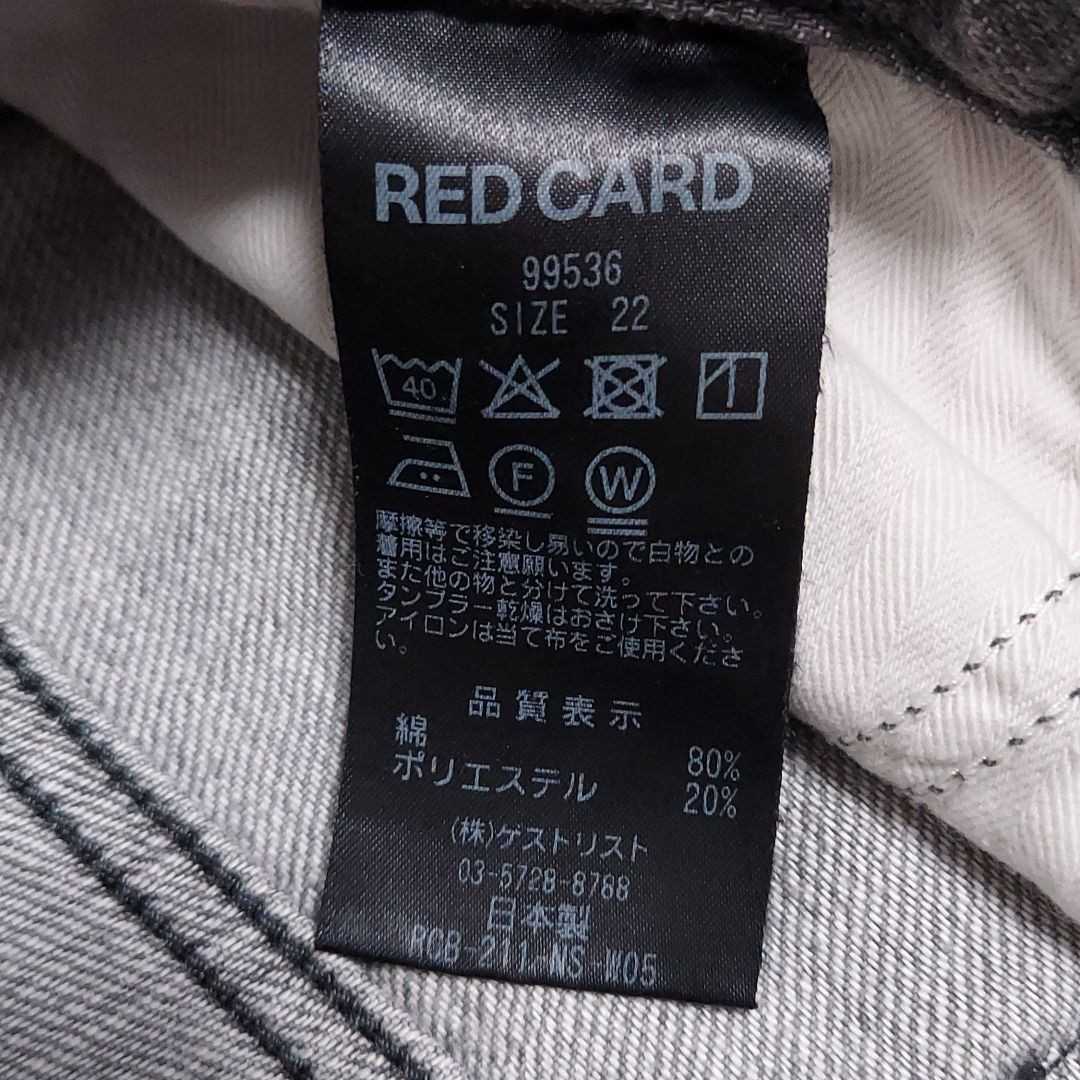 RED CARD
99536
SIZE 22
40
F W
摩擦等で移染し易いので白物との
着用はご注意願います。
また他の物と分けて洗って下さい。
タンブラー乾燥はおさけ下さい。
アイロンは当て布をご使用くださ
い。
品質表示
綿 80%
ポリエステル 20%
(株)ゲストリスト
03-5728-8788
日本製
RCB-211-NS-W05